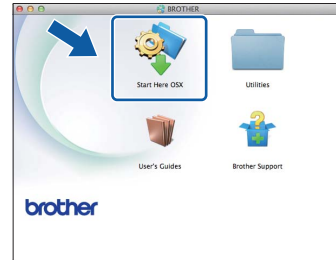 BROTHER
Start Here OSX
Utilities
User's Guides
Brother Support
brother